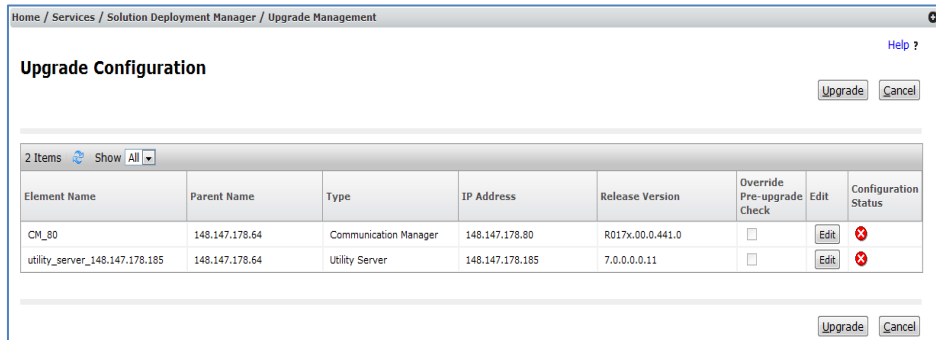 Home / Services / Solution Deployment Manager / Upgrade Management
Help ?
Upgrade Configuration
Upgrade Cancel
2 Items Show All
Element Name Parent Name Type IP Address Release Version Override Pre-upgrade Check Edit Configuration Status
CM_80 148.147.178.64 Communication Manager 148.147.178.80 R017x.00.0.441.0 Edit
utility_server_148.147.178.185 148.147.178.64 Utility Server 148.147.178.185 7.0.0.0.0.11 Edit
Upgrade Cancel